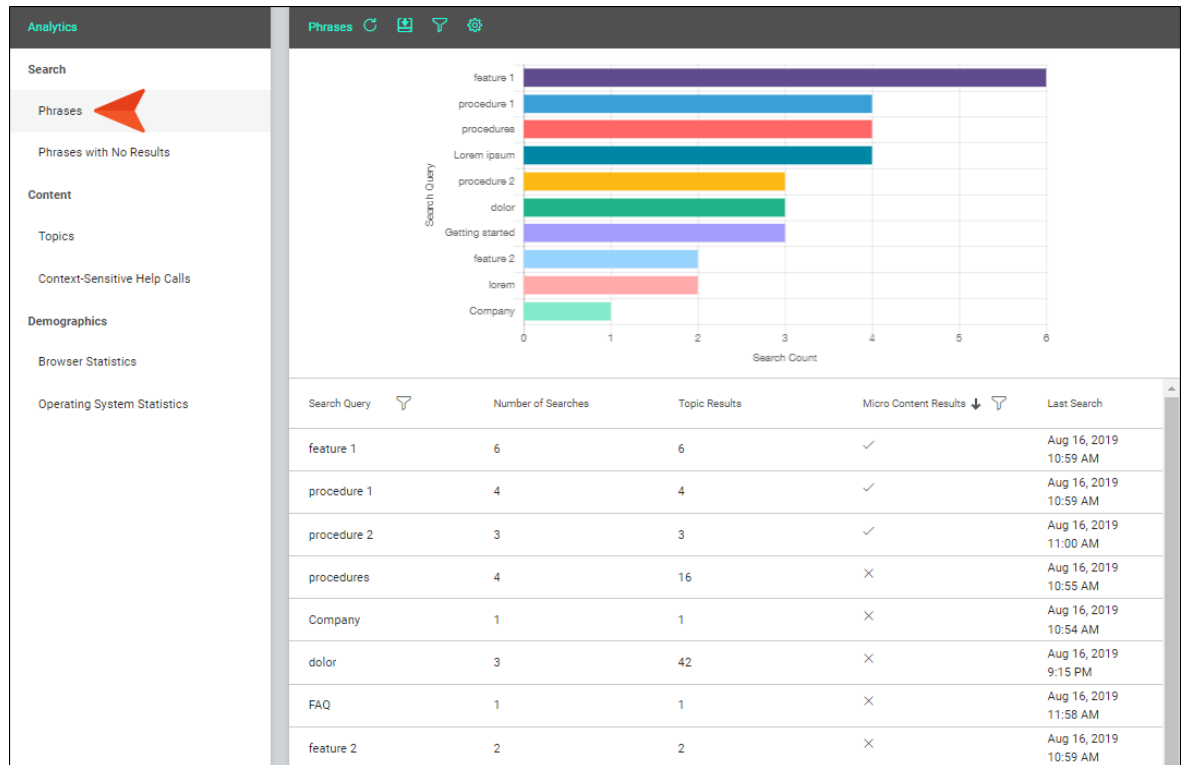 Analytics
Search
Phrases
Phrases with No Results
Content
Topics
Context-Sensitive Help Calls
Demographics
Browser Statistics
Operating System Statistics
Phrases
Search Query
feature 1
procedure 1
procedures
Lorem ipsum
procedure 2
dolor
Getting started
feature 2
lorem
Company
0 1 2 3 4 5 6
Search Count
Search Query Number of Searches Topic Results Micro Content Results Last Search
feature 1 6 6 Aug 16, 2019
10:59 AM
procedure 1 4 4 Aug 16, 2019
10:59 AM
procedure 2 3 3 Aug 16, 2019
11:00 AM
procedures 4 16 Aug 16, 2019
10:55 AM
Company 1 1 Aug 16, 2019
10:54 AM
dolor 3 42 Aug 16, 2019
9:15 PM
FAQ 1 1 Aug 16, 2019
11:58 AM
feature 2 2 2 Aug 16, 2019
10:59 AM